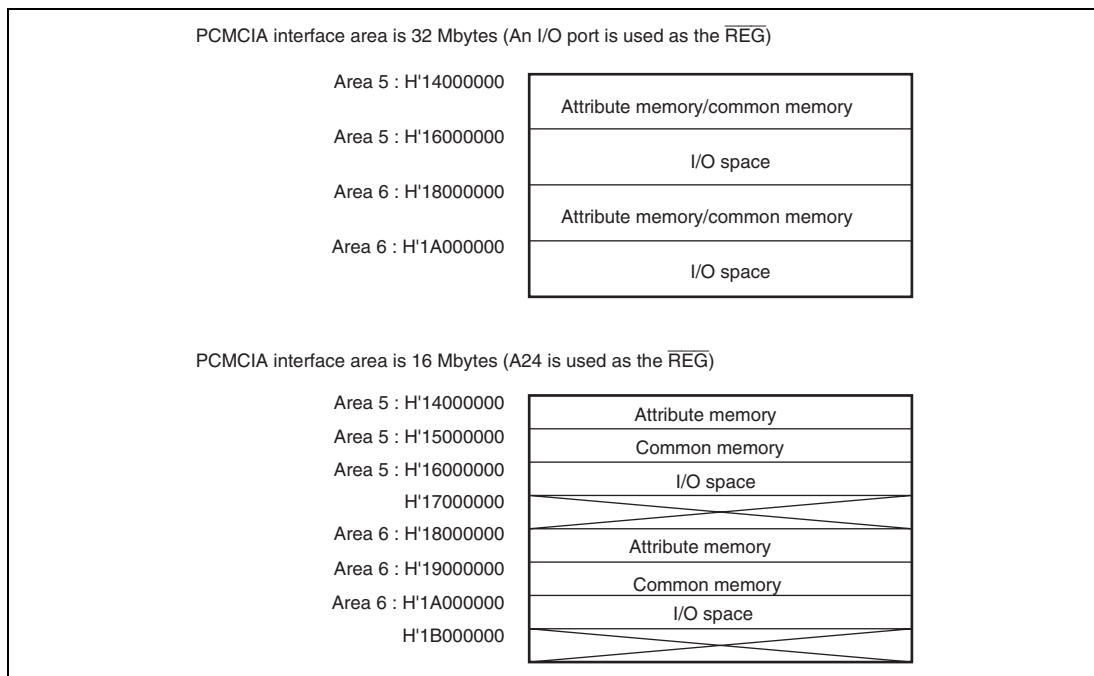 PCMCIA interface area is 32 Mbytes (An I/O port is used as the REG)
Area 5 : H'14000000
Attribute memory/common memory
Area 5 : H'16000000
I/O space
Area 6 : H'18000000
Attribute memory/common memory
Area 6 : H'1A000000
I/O space
PCMCIA interface area is 16 Mbytes (A24 is used as the REG)
Area 5 : H'14000000
Attribute memory
Area 5 : H'15000000
Common memory
Area 5 : H'16000000
I/O space
H'17000000
Area 6 : H'18000000
Attribute memory
Area 6 : H'19000000
Common memory
Area 6 : H'1A000000
I/O space
H'1B000000